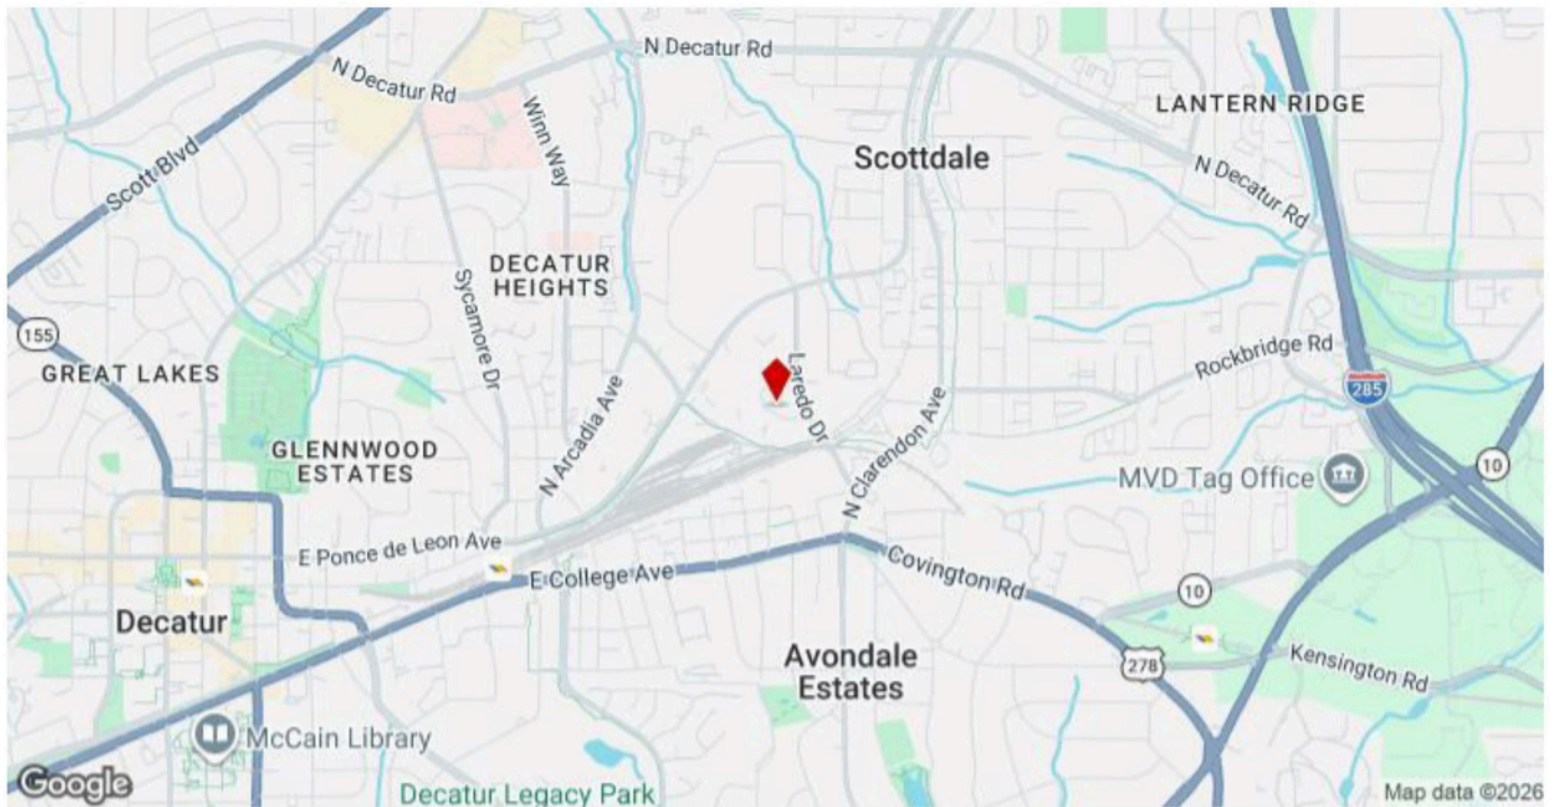 N Decatur Rd
N Decatur Rd
LANTERN RIDGE
Winn Way
Scott Blvd
Scottdale
N Decatur Rd
DECATUR
HEIGHTS
Sycamore Dr
155
GREAT LAKES
Rockbridge Rd
Laredo Dr
285
N Arcadia Ave
N Clarendon Ave
GLENNWOOD
ESTATES
10
MVD Tag Office
E Ponce de Leon Ave
E College Ave
Covington Rd
10
Decatur
Avondale
Estates
278
Kensington Rd
McCain Library
Google
Decatur Legacy Park
Map data ©2026